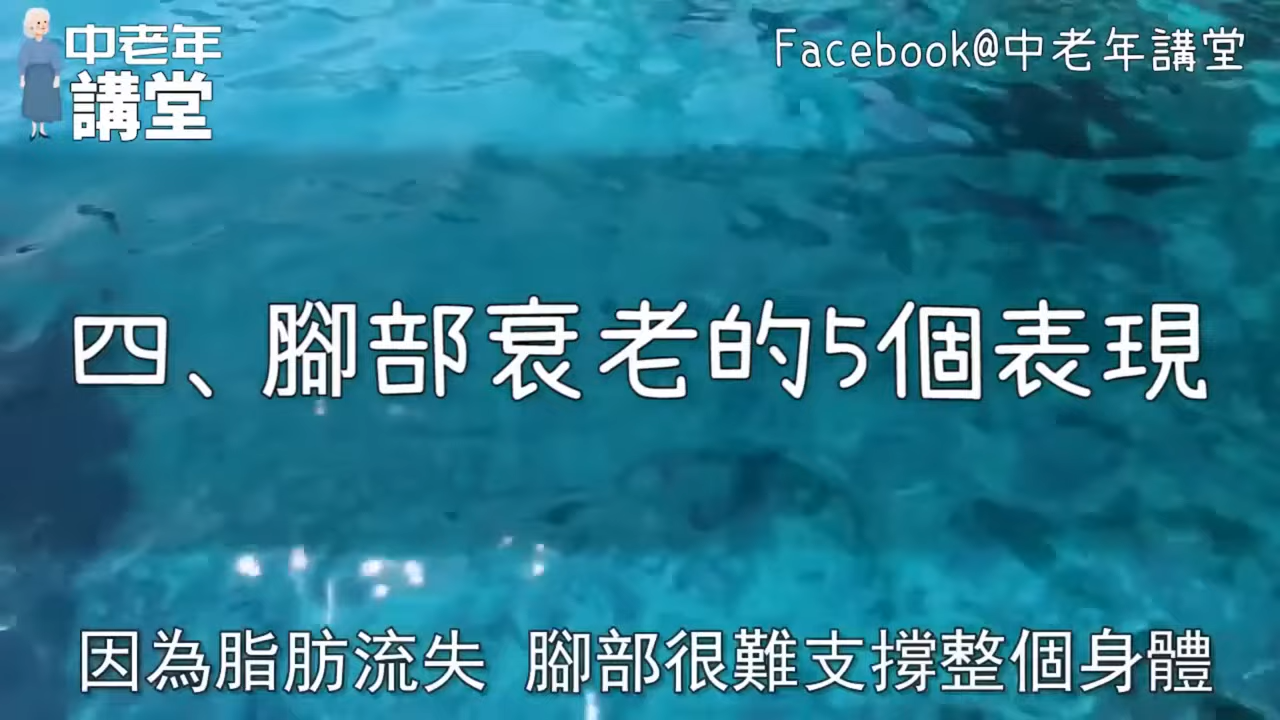 中老年
講堂
Facebook@中老年講堂
四、腳部衰老的5個表現
因為脂肪流失 腳部很難支撐整個身體